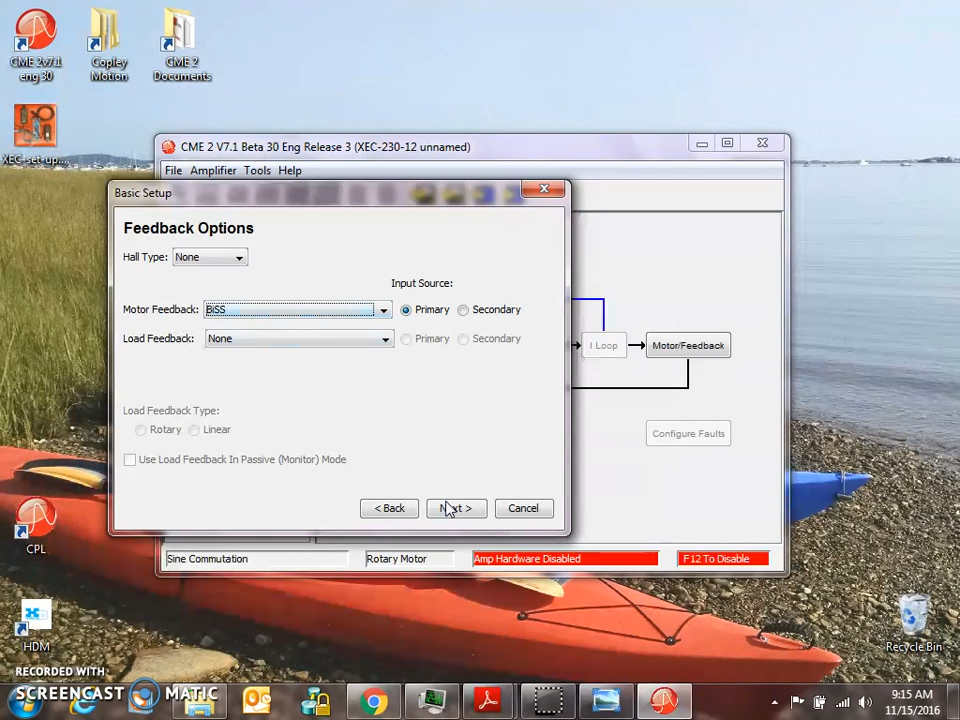 CME 2v7.1
eng 30
Copley
Motion
CME 2
Documents
XEC-set-up...
CME 2 V7.1 Beta 30 Eng Release 3 (XEC-230-12 unnamed)
File Amplifier Tools Help
Basic Setup
Feedback Options
Hall Type: None
Input Source:
Motor Feedback: BiSS Primary Secondary
Load Feedback: None Primary Secondary
Load Feedback Type:
Rotary Linear
Use Load Feedback In Passive (Monitor) Mode
< Back Next > Cancel
I Loop Motor/Feedback
Configure Faults
Sine Commutation Rotary Motor Amp Hardware Disabled F12 To Disable
CPL
HDM
Recycle Bin
RECORDED WITH
SCREENCAST MATIC
9:15 AM
11/15/2016